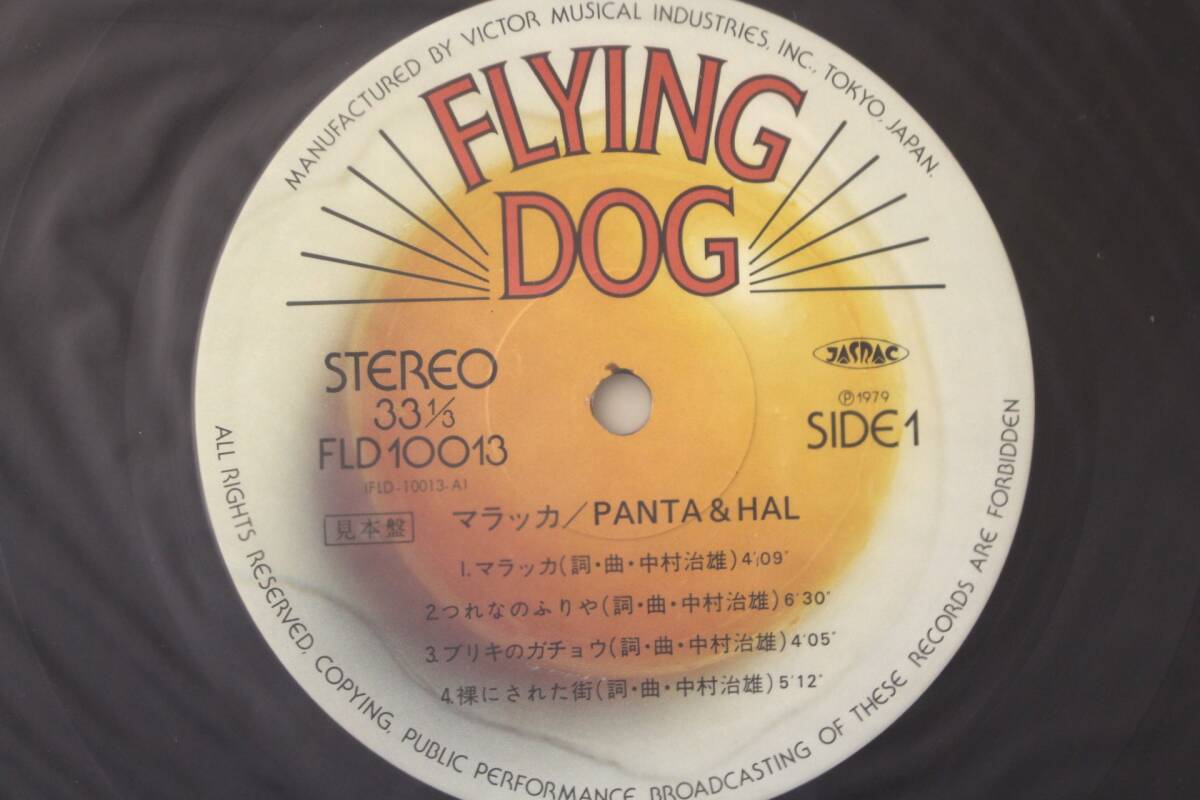 MANUFACTURED BY VICTOR MUSICAL INDUSTRIES, INC., TOKYO, JAPAN.
FLYING
DOG
STEREO
33 1/3
FLD 10013
(FLD-10013-A)
見本盤
JASRAC
Ⓟ1979
SIDE 1
マラッカ/PANTA & HAL
1. マラッカ(詞・曲・中村治雄)4'09"
2. つれなのふりや(詞・曲・中村治雄)6'30"
3. ブリキのガチョウ(詞・曲・中村治雄)4'05"
4. 裸にされた街(詞・曲・中村治雄)5'12"
ALL RIGHTS RESERVED, COPYING, PUBLIC PERFORMANCE, BROADCASTING OF THESE RECORDS ARE FORBIDDEN